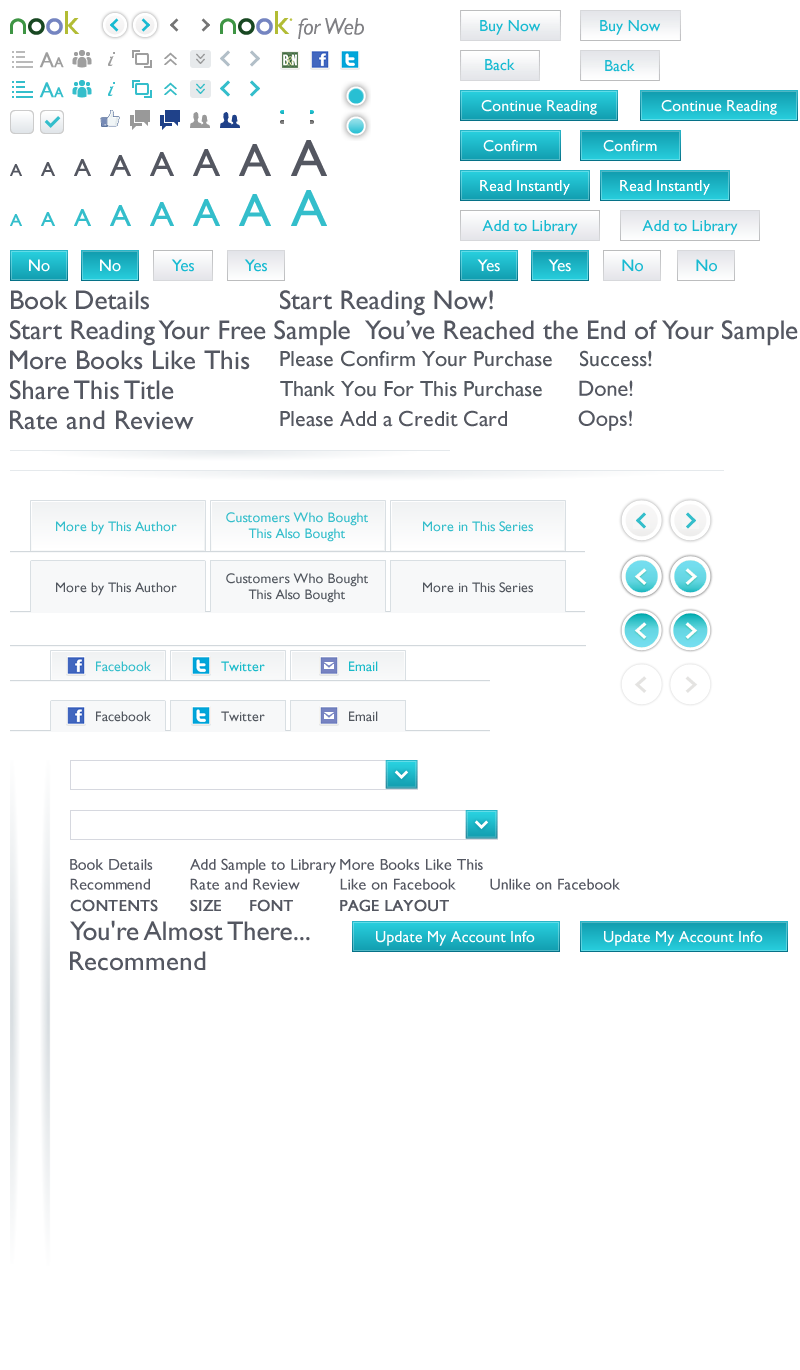 nook nook for Web Buy Now Buy Now
AA i B&N f t Back Back
AA i Continue Reading Continue Reading
Confirm Confirm
A A A A A A A A Read Instantly Read Instantly
A A A A A A A A Add to Library Add to Library
No No Yes Yes Yes Yes No No
Book Details Start Reading Now!
Start Reading Your Free Sample You’ve Reached the End of Your Sample
More Books Like This Please Confirm Your Purchase Success!
Share This Title Thank You For This Purchase Done!
Rate and Review Please Add a Credit Card Oops!
More by This Author Customers Who Bought This Also Bought More in This Series
More by This Author Customers Who Bought This Also Bought More in This Series
f Facebook t Twitter Email
f Facebook t Twitter Email
Book Details Add Sample to Library More Books Like This
Recommend Rate and Review Like on Facebook Unlike on Facebook
CONTENTS SIZE FONT PAGE LAYOUT
You're Almost There... Update My Account Info Update My Account Info
Recommend